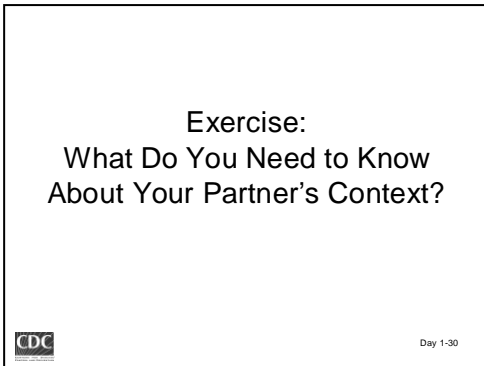 Exercise:
What Do You Need to Know
About Your Partner's Context?
CDC
Day 1-30